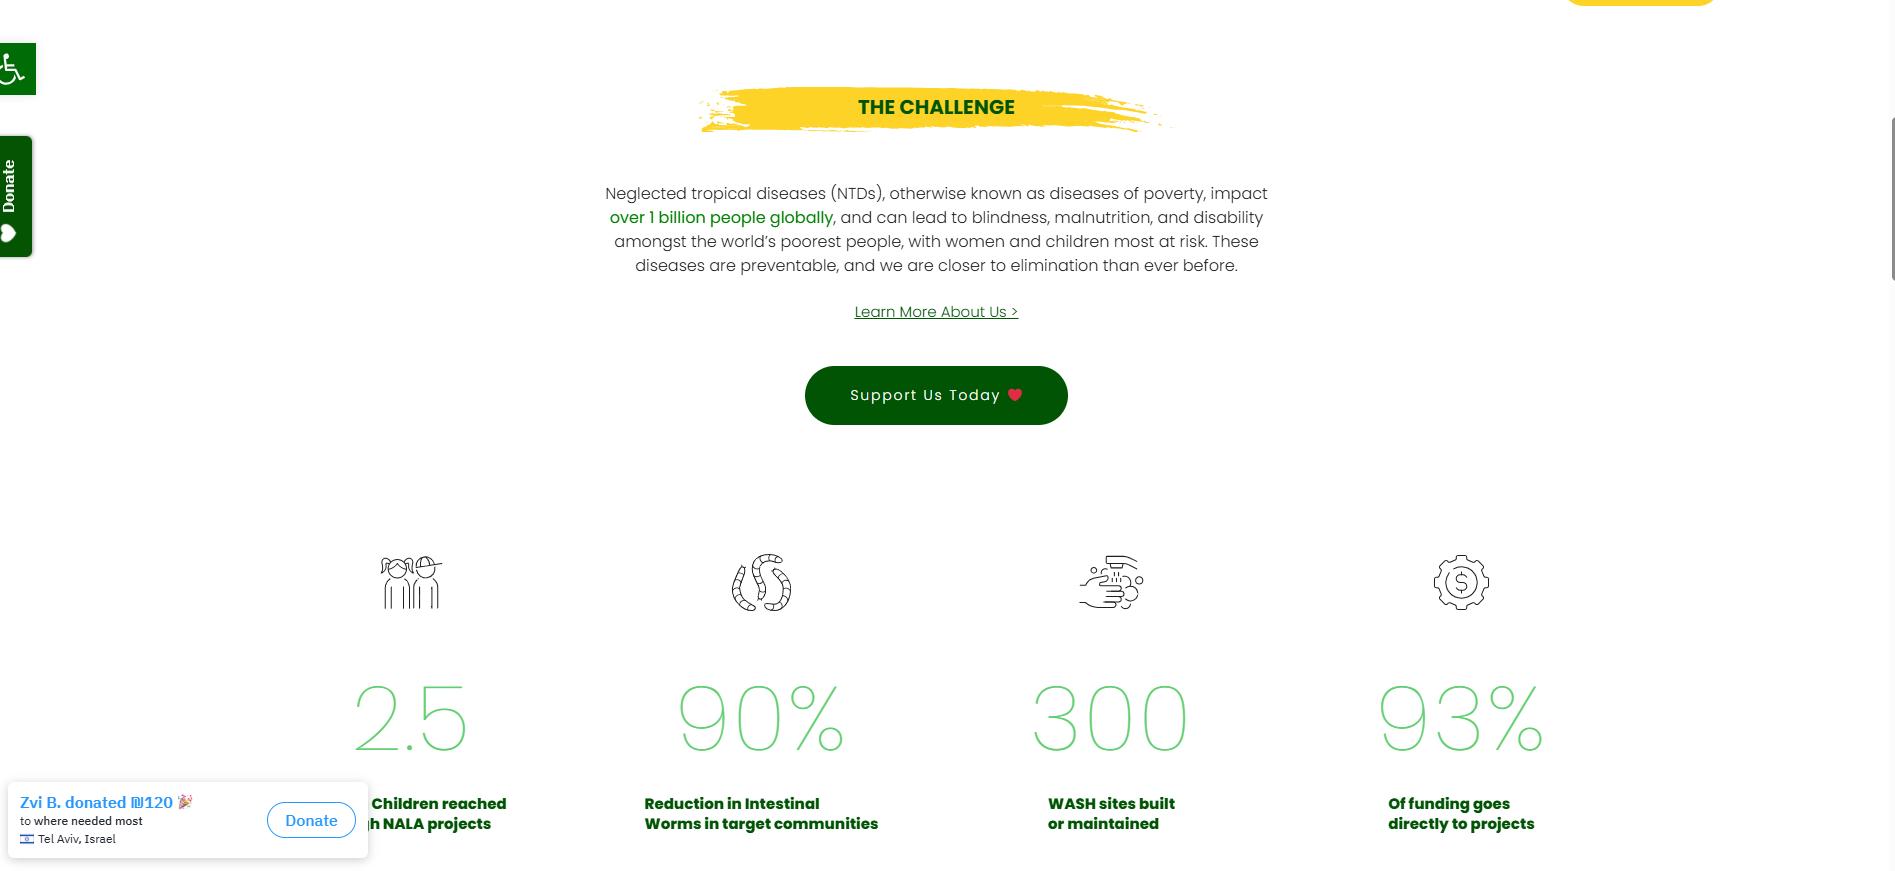 THE CHALLENGE
Donate
Neglected tropical diseases (NTDs), otherwise known as diseases of poverty, impact
over 1 billion people globally, and can lead to blindness, malnutrition, and disability
amongst the world’s poorest people, with women and children most at risk. These
diseases are preventable, and we are closer to elimination than ever before.
Learn More About Us >
Support Us Today
2.5
90%
300
93%
Children reached
NALA projects
Reduction in Intestinal
Worms in target communities
WASH sites built
or maintained
Of funding goes
directly to projects
Zvi B. donated ₪120 🎉
to where needed most
Tel Aviv, Israel
Donate